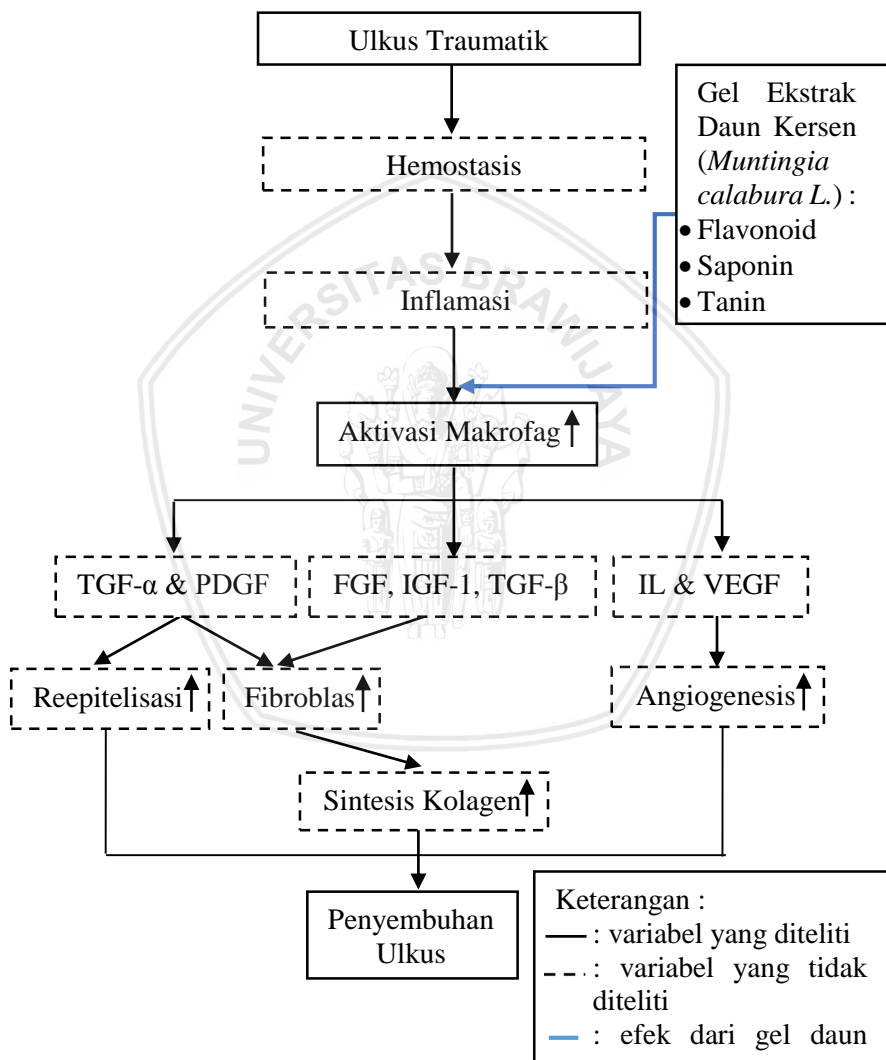 Ulkus Traumatik
Gel Ekstrak
Daun Kersen
(Muntingia
calabura L.) :
• Flavonoid
• Saponin
• Tanin
Hemostasis
Inflamasi
UNIVERSITAS BRAWIJAYA
Aktivasi Makrofag
TGF-α & PDGF
FGF, IGF-1, TGF-β
IL & VEGF
Reepitelisasi
Fibroblas
Angiogenesis
Sintesis Kolagen
Penyembuhan
Ulkus
Keterangan :
: variabel yang diteliti
: variabel yang tidak
diteliti
: efek dari gel daun